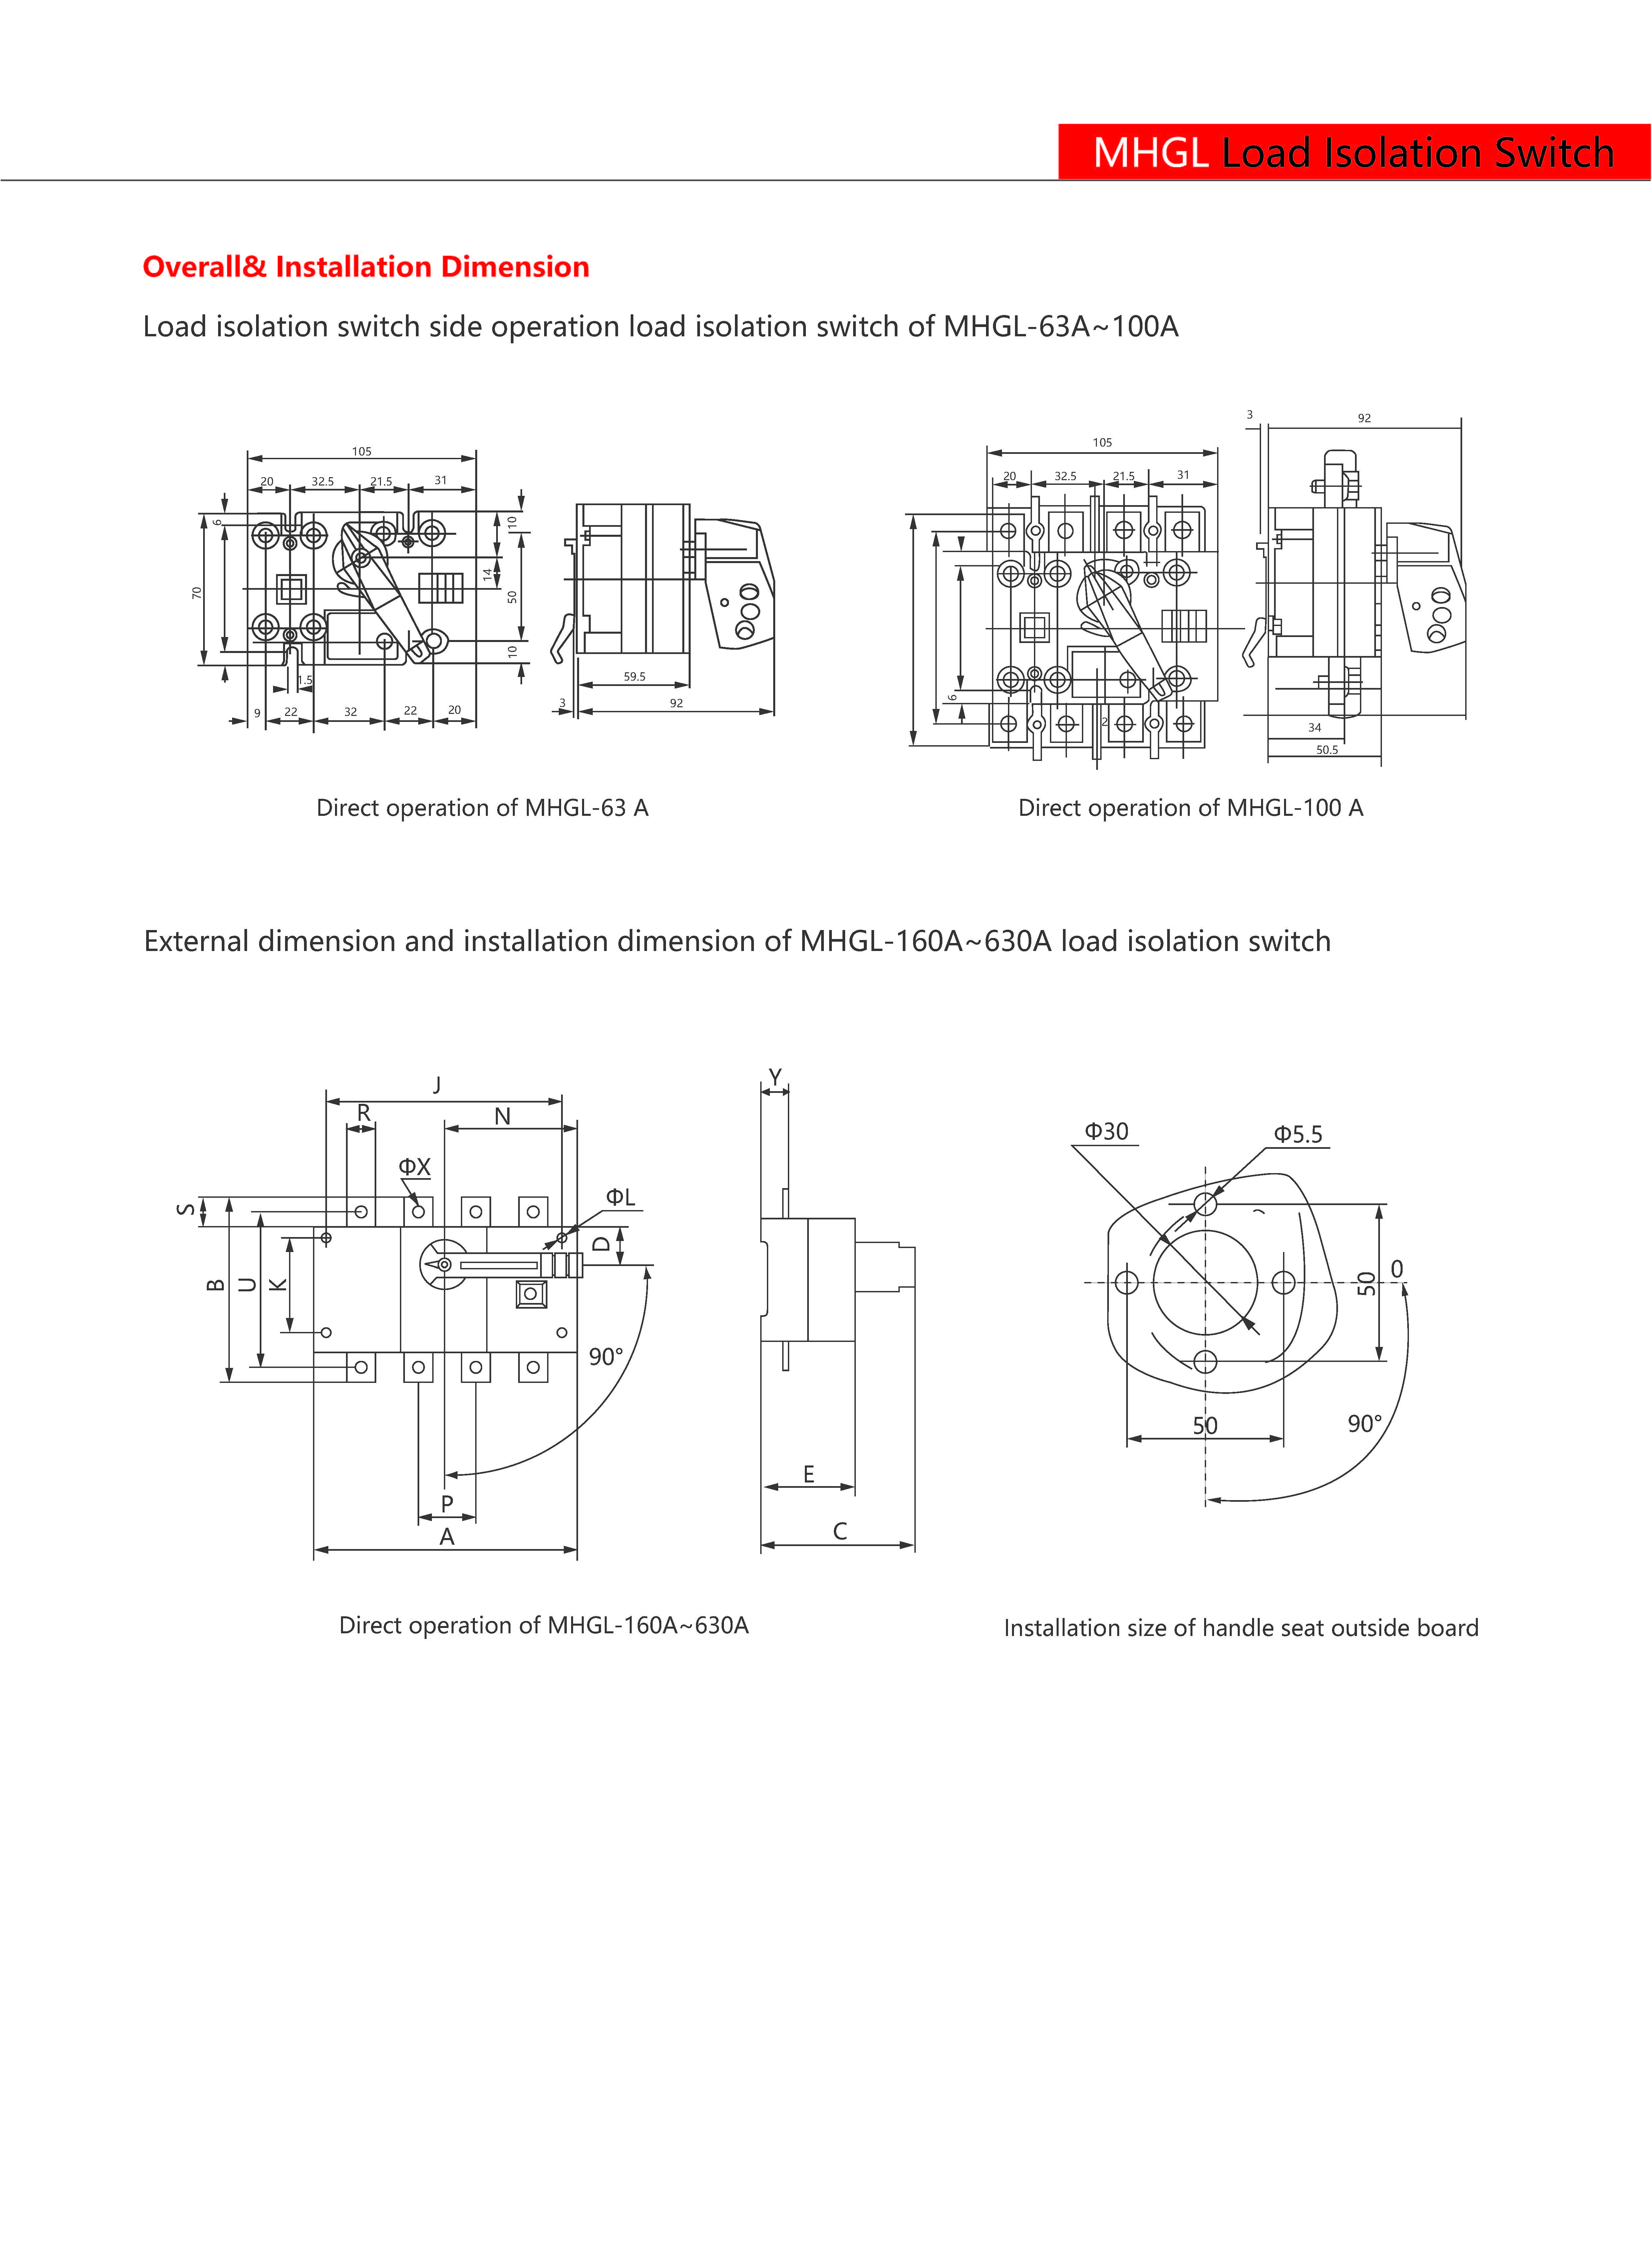 MHGL Load Isolation Switch
Overall& Installation Dimension
Load isolation switch side operation load isolation switch of MHGL-63A~100A
105
20 32.5 21.5 31
6
70
10
14
50
10
1.5
9 22 32 22 20
59.5
3 92
105
20 32.5 21.5 31
6
2
3 92
34
50.5
Direct operation of MHGL-63 A
Direct operation of MHGL-100 A
External dimension and installation dimension of MHGL-160A~630A load isolation switch
J
R N
ΦX
ΦL
S
D
B U K
90°
P
A
Y
E
C
Φ30
Φ5.5
50
0
50
90°
Direct operation of MHGL-160A~630A
Installation size of handle seat outside board